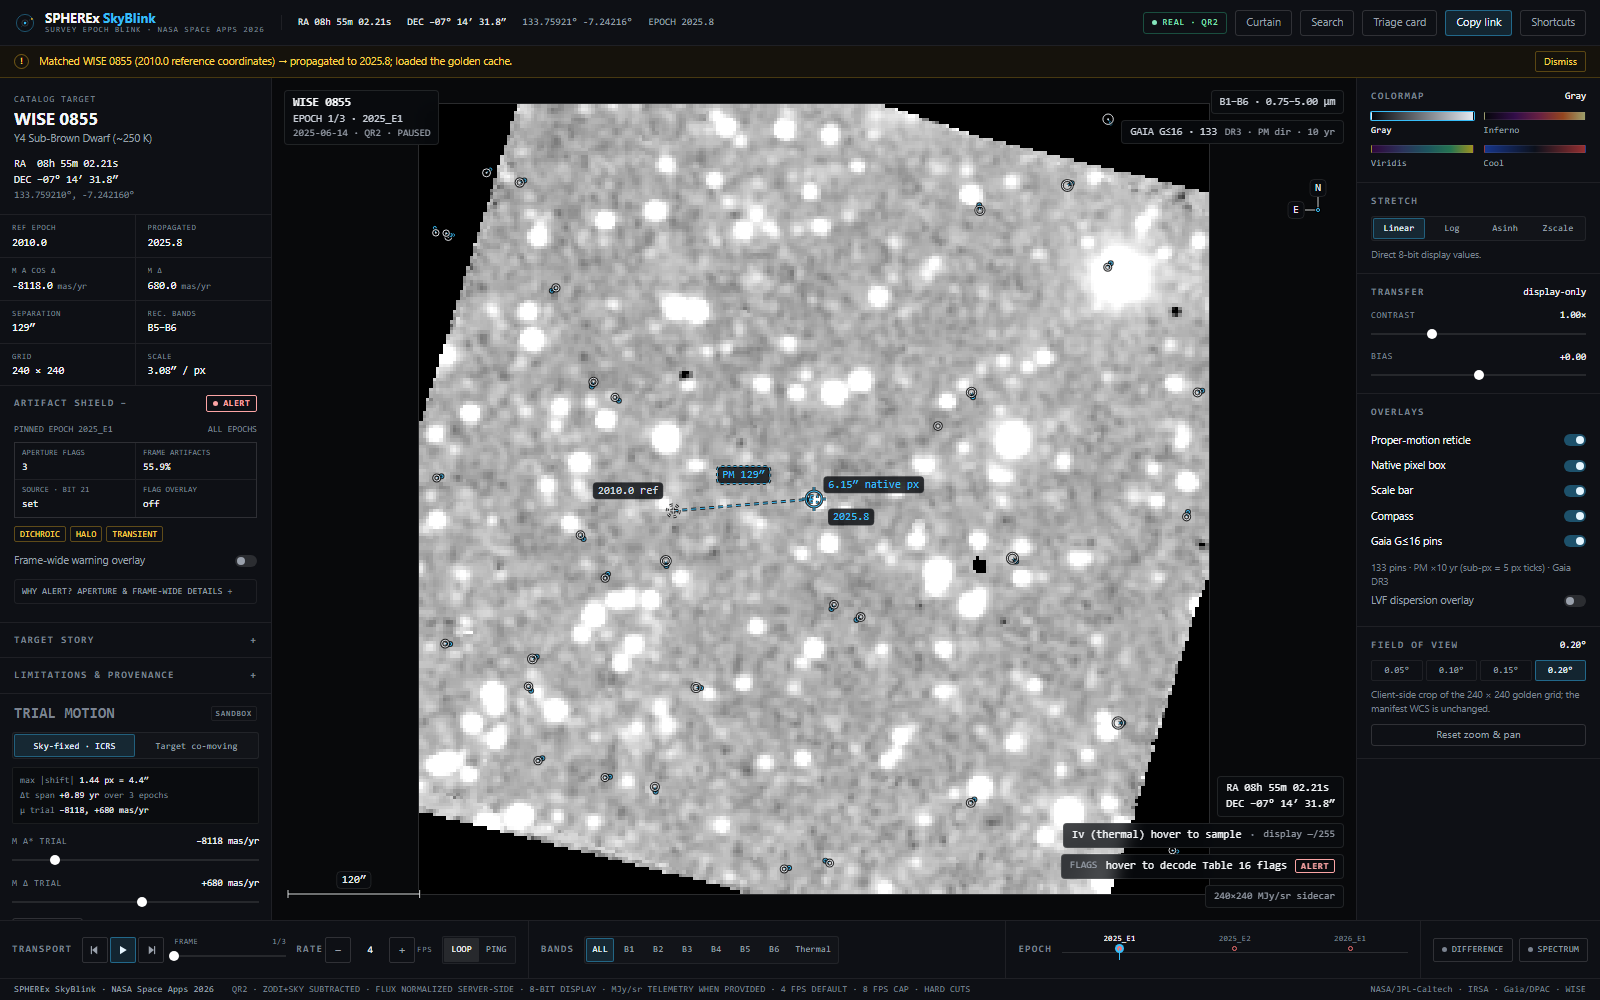 SPHEREx SkyBlink
SURVEY EPOCH BLINK · NASA SPACE APPS 2026
RA 08h 55m 02.21s DEC −07° 14′ 31.8″ 133.75921° -7.24216° EPOCH 2025.8
REAL · QR2
Curtain
Search
Triage card
Copy link
Shortcuts
! Matched WISE 0855 (2010.0 reference coordinates) → propagated to 2025.8; loaded the golden cache.
Dismiss
CATALOG TARGET
WISE 0855
Y4 Sub-Brown Dwarf (~250 K)
RA 08h 55m 02.21s
DEC −07° 14′ 31.8″
133.759210°, -7.242160°
REF EPOCH
2010.0
PROPAGATED
2025.8
Μ Α COS Δ
-8118.0 mas/yr
Μ Δ
680.0 mas/yr
SEPARATION
129″
REC. BANDS
B5–B6
GRID
240 × 240
SCALE
3.08″ / px
ARTIFACT SHIELD −
ALERT
PINNED EPOCH 2025_E1
ALL EPOCHS
APERTURE FLAGS
3
FRAME ARTIFACTS
55.9%
SOURCE · BIT 21
set
FLAG OVERLAY
off
DICHROIC
HALO
TRANSIENT
Frame-wide warning overlay
WHY ALERT? APERTURE & FRAME-WIDE DETAILS +
TARGET STORY +
LIMITATIONS & PROVENANCE +
TRIAL MOTION
SANDBOX
Sky-fixed · ICRS
Target co-moving
max |shift| 1.44 px = 4.4″
Δt span +0.89 yr over 3 epochs
μ trial −8118, +680 mas/yr
Μ Α* TRIAL
−8118 mas/yr
Μ Δ TRIAL
+680 mas/yr
WISE 0855
EPOCH 1/3 · 2025_E1
2025-06-14 · QR2 · PAUSED
B1–B6 · 0.75–5.00 μm
GAIA G≤16 · 133 DR3 · PM dir · 10 yr
N
E
PM 129″
2010.0 ref
6.15″ native px
2025.8
120″
RA 08h 55m 02.21s
DEC −07° 14′ 31.8″
Iν (thermal) hover to sample · display —/255
FLAGS hover to decode Table 16 flags ALERT
240×240 MJy/sr sidecar
COLORMAP
Gray
Gray
Inferno
Viridis
Cool
STRETCH
Linear
Log
Asinh
Zscale
Direct 8-bit display values.
TRANSFER
display-only
CONTRAST
1.00×
BIAS
+0.00
OVERLAYS
Proper-motion reticle
Native pixel box
Scale bar
Compass
Gaia G≤16 pins
133 pins · PM ×10 yr (sub-px = 5 px ticks) · Gaia
DR3
LVF dispersion overlay
FIELD OF VIEW
0.20°
0.05°
0.10°
0.15°
0.20°
Client-side crop of the 240 × 240 golden grid; the
manifest WCS is unchanged.
Reset zoom & pan
TRANSPORT
FRAME
1/3
RATE
−
4
+
FPS
LOOP
PING
BANDS
ALL
B1
B2
B3
B4
B5
B6
Thermal
EPOCH
2025_E1
2025_E2
2026_E1
DIFFERENCE
SPECTRUM
SPHEREx SkyBlink · NASA Space Apps 2026
QR2 · ZODI+SKY SUBTRACTED · FLUX NORMALIZED SERVER-SIDE · 8-BIT DISPLAY · MJy/sr TELEMETRY WHEN PROVIDED · 4 FPS DEFAULT · 8 FPS CAP · HARD CUTS
NASA/JPL-Caltech · IRSA · Gaia/DPAC · WISE